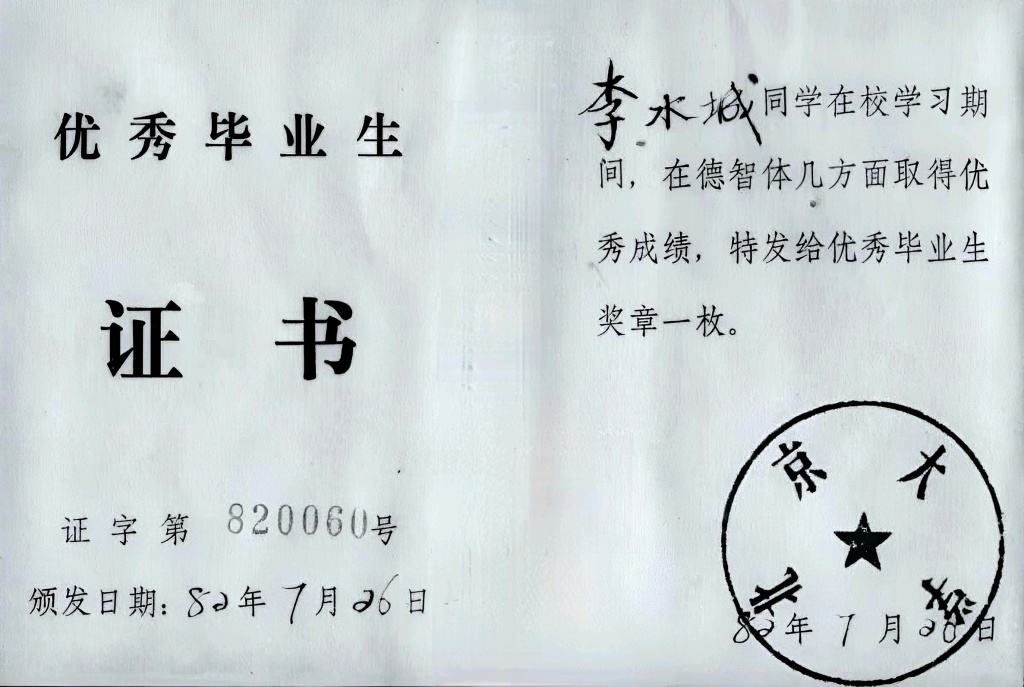 优秀毕业生
证书
证字第820060号
颁发日期：82年7月26日
李水城同学在校学习期
间，在德智体几方面取得优
秀成绩，特发给优秀毕业生
奖章一枚。
北京大学
82年7月26日